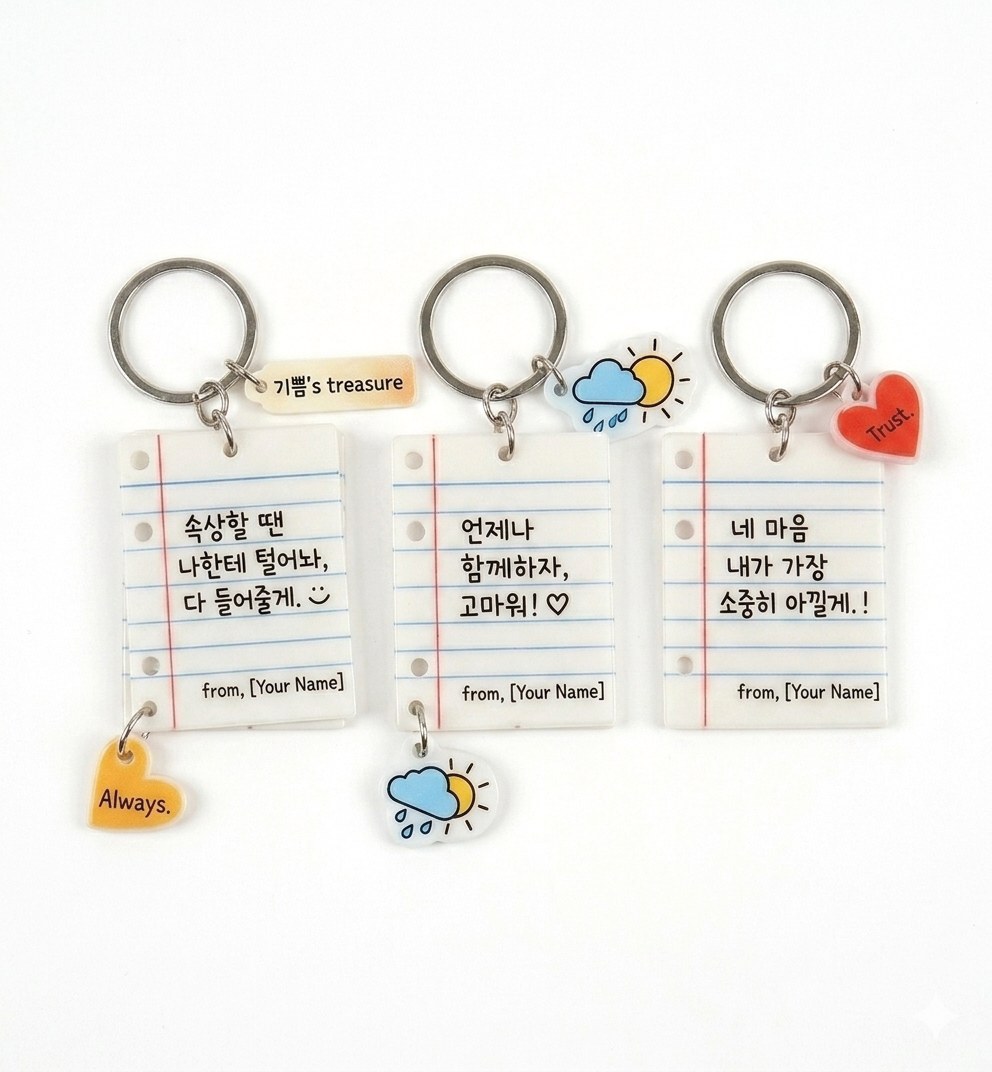 기쁨's treasure
속상할 땐
나한테 털어놔,
다 들어줄게.
from, [Your Name]
Always.
언제나
함께하자,
고마워! ♡
from, [Your Name]
Trust.
네 마음
내가 가장
소중히 아낄게.!
from, [Your Name]